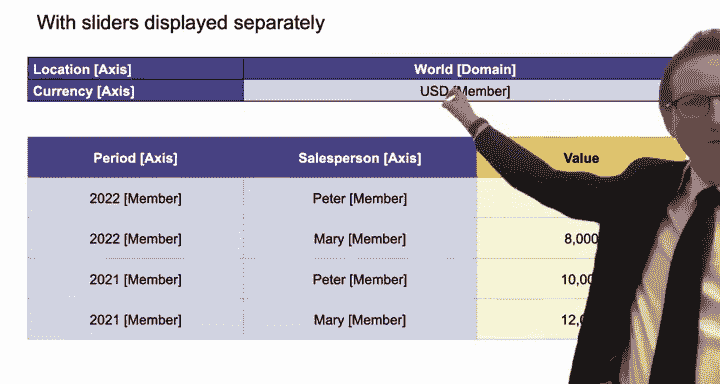 With sliders displayed separately
Location [Axis] World [Domain]
Currency [Axis] USD [Member]
Period [Axis] Salesperson [Axis] Value
2022 [Member] Peter [Member]
2022 [Member] Mary [Member] 8,000
2021 [Member] Peter [Member]
2021 [Member] Mary [Member]